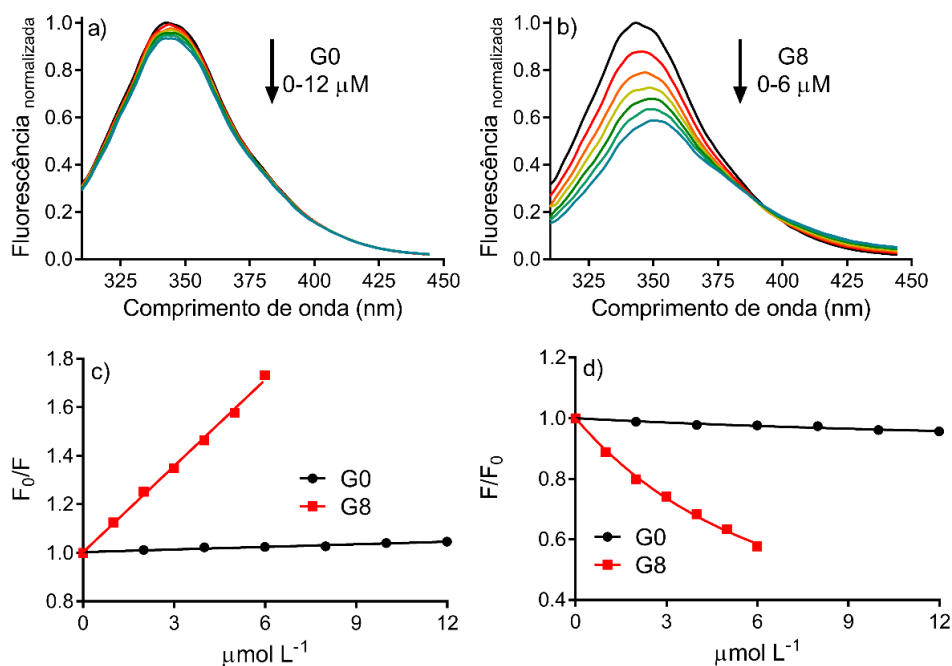 a)
G0
0-12 µM
Fluorescência normalizada
1.0
0.8
0.6
0.4
0.2
0.0
325 350 375 400 425 450
Comprimento de onda (nm)
b)
G8
0-6 µM
Fluorescência normalizada
1.0
0.8
0.6
0.4
0.2
0.0
325 350 375 400 425 450
Comprimento de onda (nm)
c)
F0/F
1.8
1.6
1.4
1.2
1.0
0.8
G0
G8
0 3 6 9 12
µmol L-1
d)
F/F0
1.2
1.0
0.8
0.6
0.4
G0
G8
0 3 6 9 12
µmol L-1